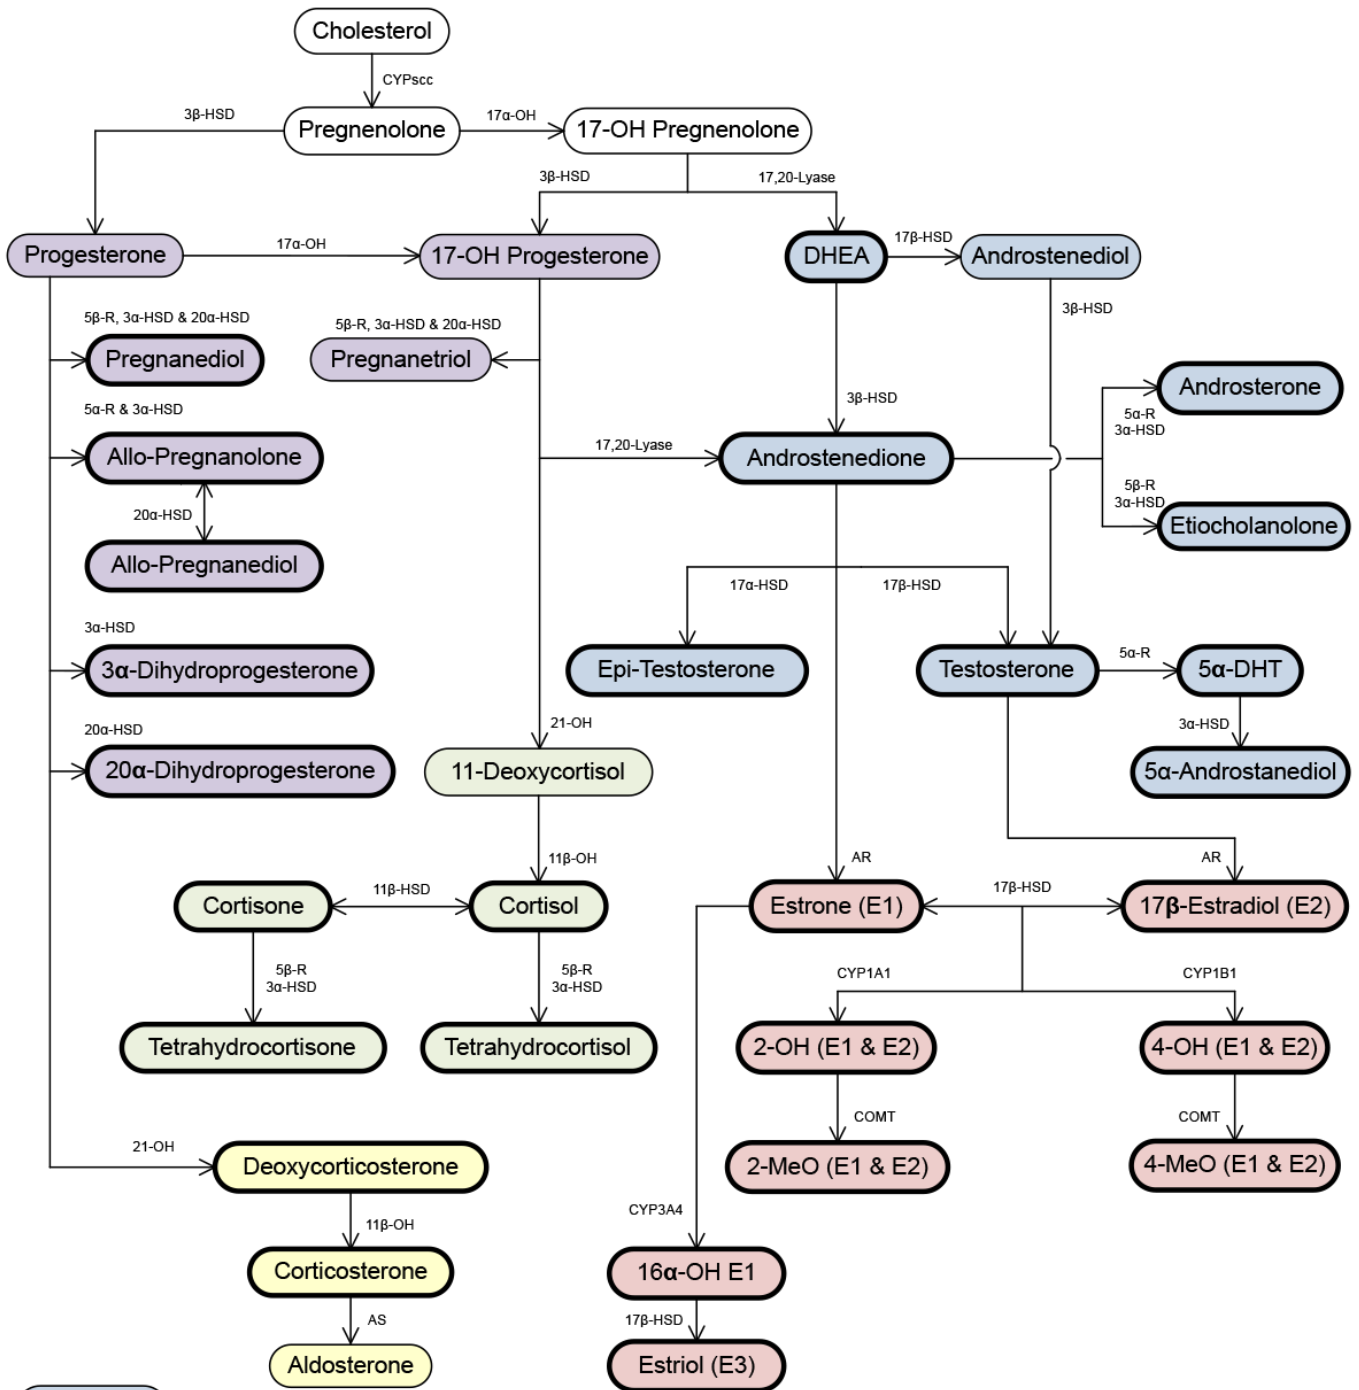 Cholesterol
CYPscc
3β-HSD
Pregnenolone
17α-OH
17-OH Pregnenolone
3β-HSD
17,20-Lyase
Progesterone
17α-OH
17-OH Progesterone
DHEA
17β-HSD
Androstenediol
3β-HSD
5β-R, 3α-HSD & 20α-HSD
Pregnanediol
5β-R, 3α-HSD & 20α-HSD
Pregnanetriol
Androsterone
5α-R
3α-HSD
5α-R & 3α-HSD
3β-HSD
Allo-Pregnanolone
17,20-Lyase
Androstenedione
5β-R
3α-HSD
Etiocholanolone
20α-HSD
Allo-Pregnanediol
17α-HSD
17β-HSD
3α-HSD
3α-Dihydroprogesterone
Epi-Testosterone
Testosterone
5α-R
5α-DHT
20α-HSD
21-OH
3α-HSD
20α-Dihydroprogesterone
11-Deoxycortisol
5α-Androstanediol
11β-OH
AR
AR
Cortisone
11β-HSD
Cortisol
Estrone (E1)
17β-HSD
17β-Estradiol (E2)
5β-R
3α-HSD
5β-R
3α-HSD
CYP1A1
CYP1B1
Tetrahydrocortisone
Tetrahydrocortisol
2-OH (E1 & E2)
4-OH (E1 & E2)
COMT
COMT
21-OH
Deoxycorticosterone
2-MeO (E1 & E2)
4-MeO (E1 & E2)
11β-OH
CYP3A4
Corticosterone
16α-OH E1
AS
17β-HSD
Aldosterone
Estriol (E3)